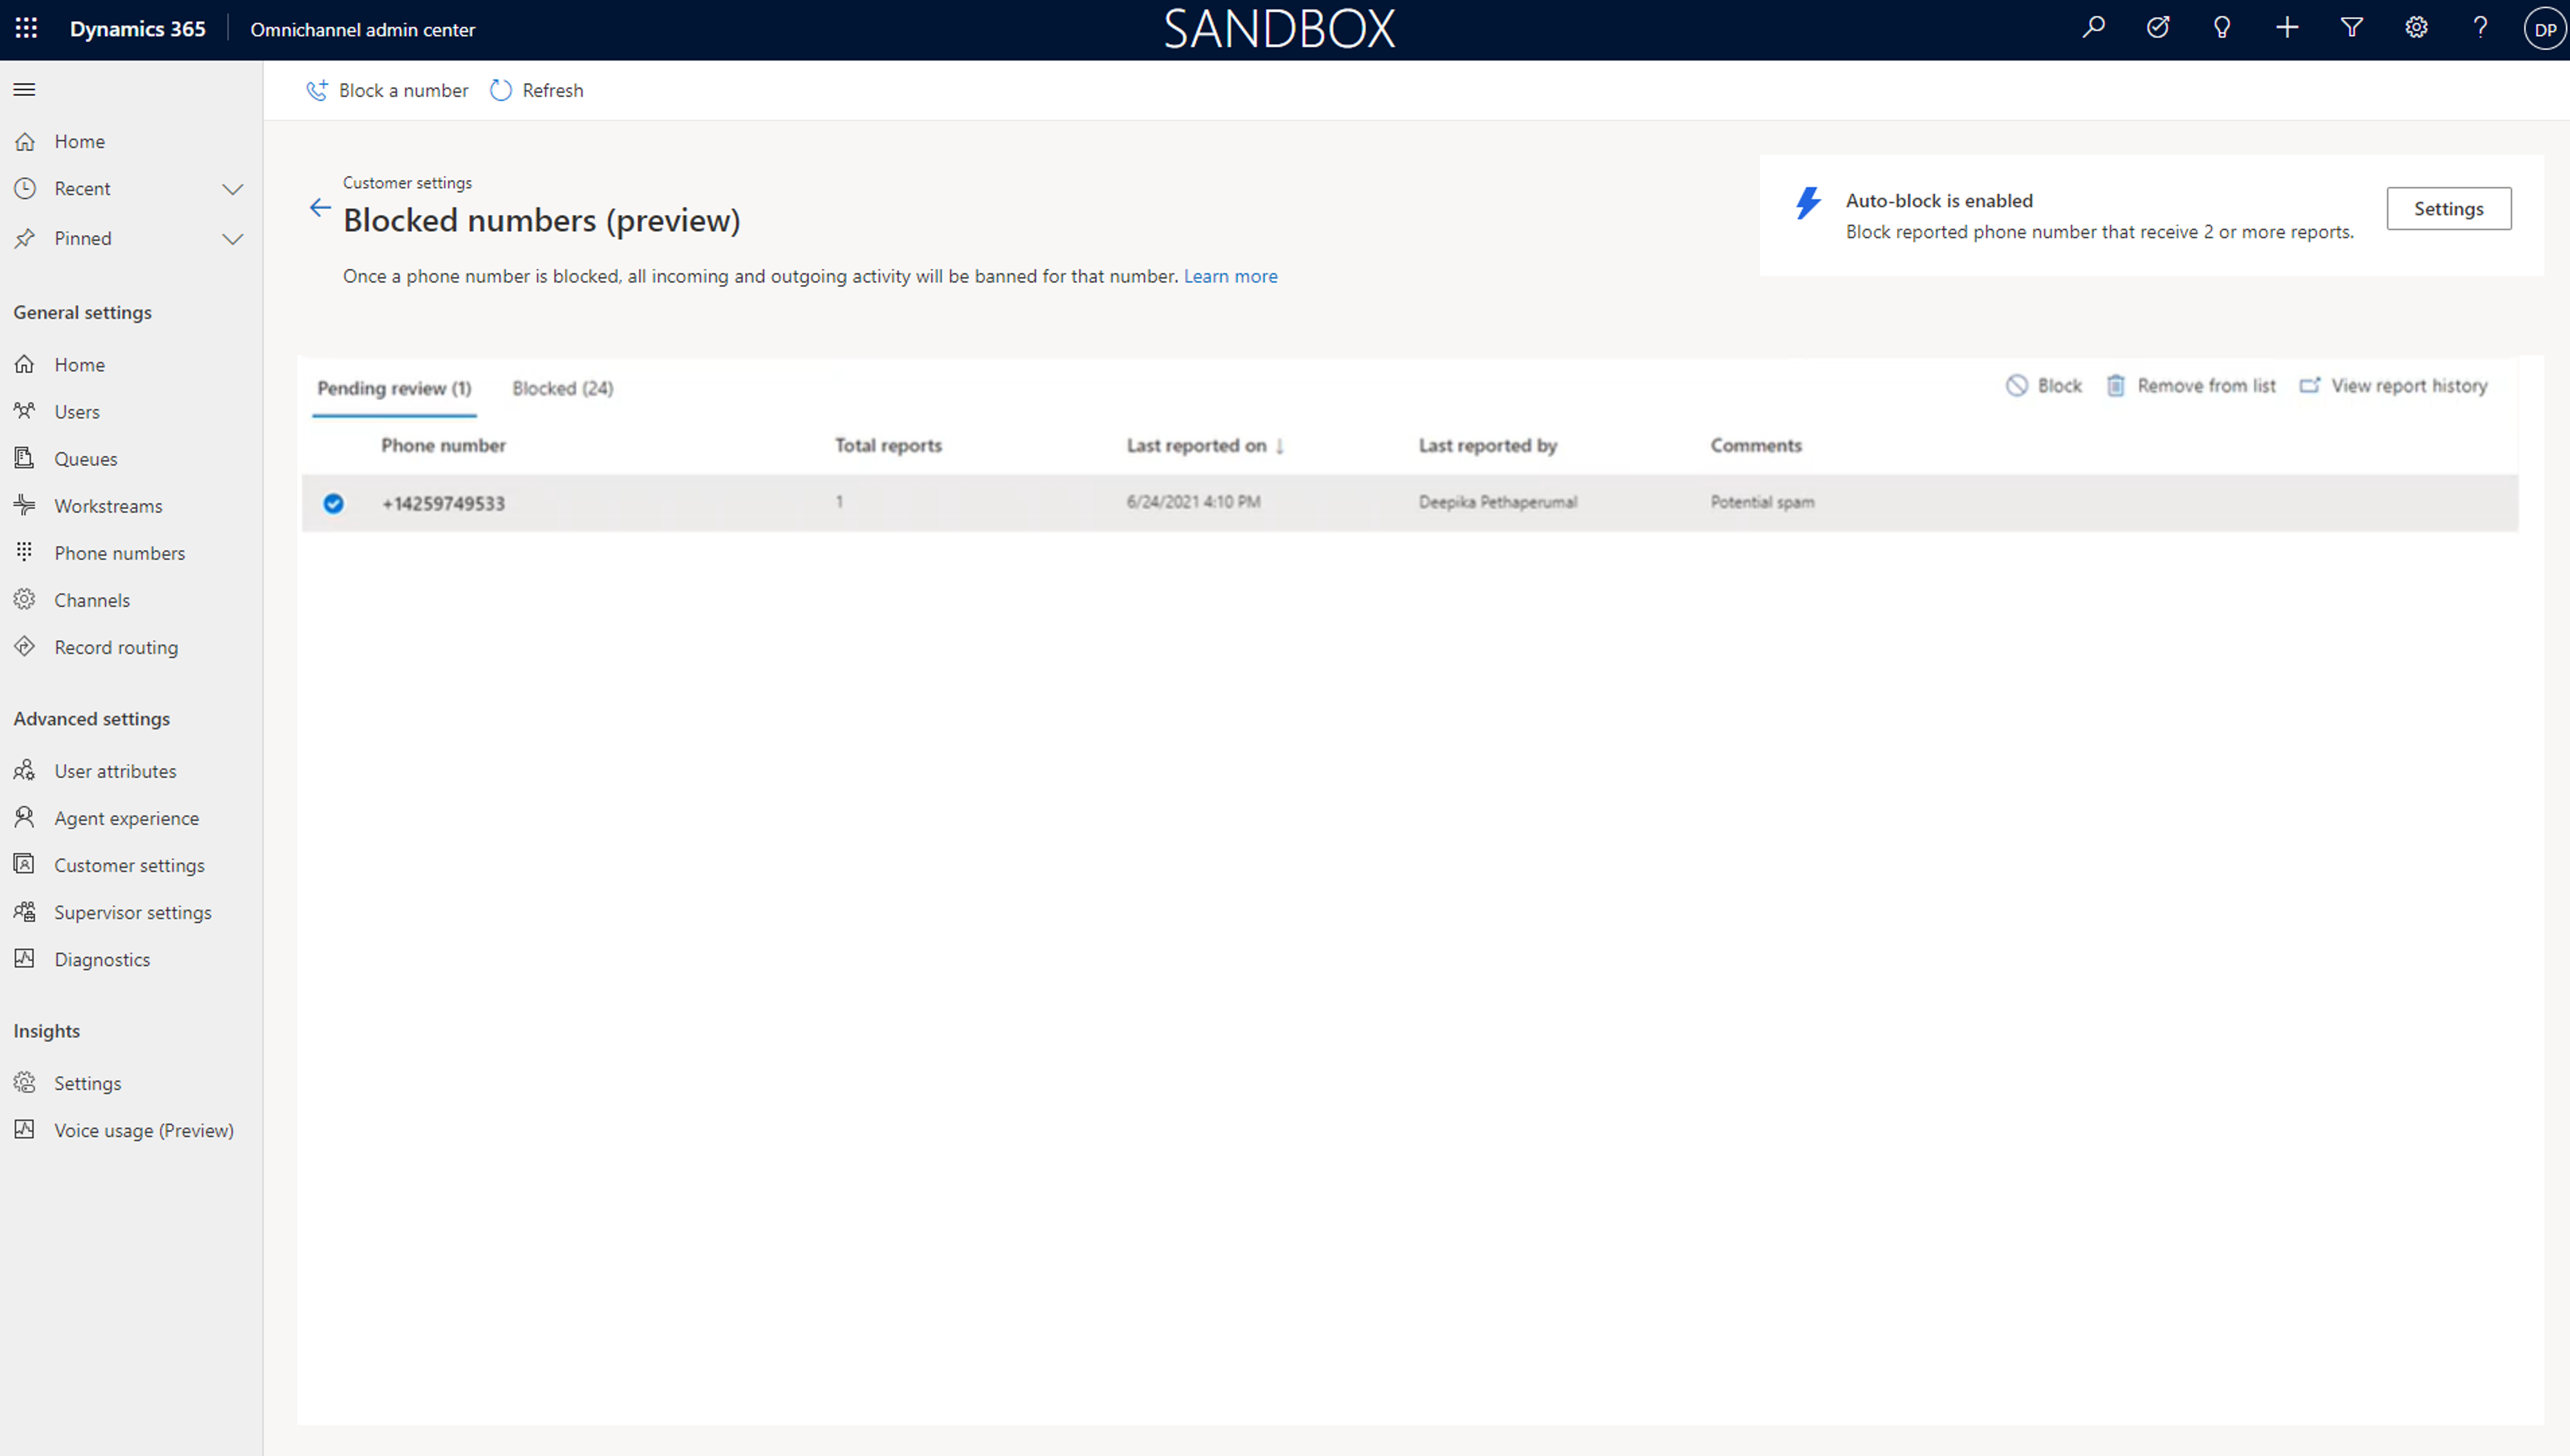 Dynamics 365 Omnichannel admin center SANDBOX DP
Block a number Refresh
Home
Recent
Pinned
General settings
Home
Users
Queues
Workstreams
Phone numbers
Channels
Record routing
Advanced settings
User attributes
Agent experience
Customer settings
Supervisor settings
Diagnostics
Insights
Settings
Voice usage (Preview)
Customer settings
Blocked numbers (preview)
Once a phone number is blocked, all incoming and outgoing activity will be banned for that number. Learn more
Auto-block is enabled
Block reported phone number that receive 2 or more reports.
Settings
Pending review (1) Blocked (24) Block Remove from list View report history
Phone number Total reports Last reported on ↓ Last reported by Comments
+14259749533 1 6/24/2021 4:10 PM Deepika Pethaperumal Potential spam